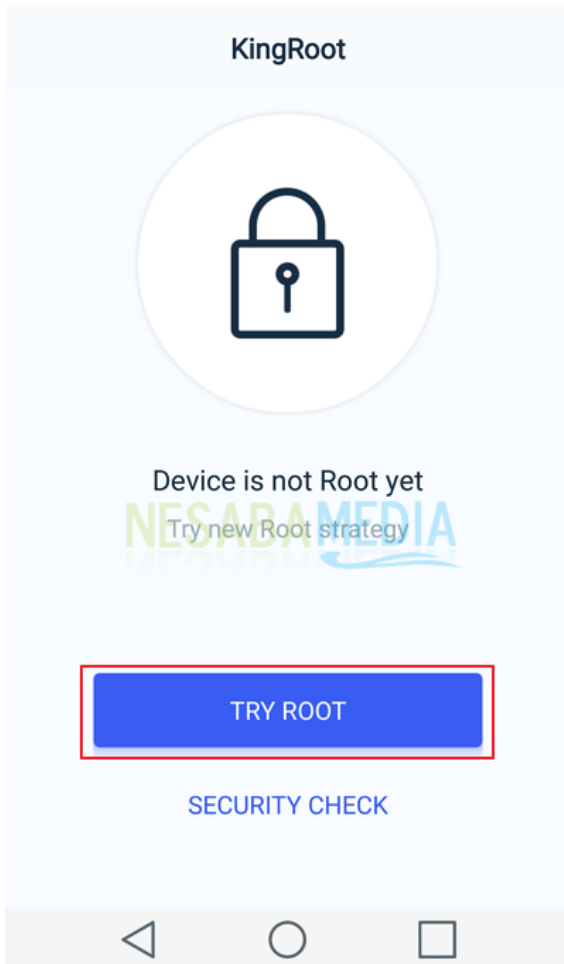 KingRoot
Device is not Root yet
NESABAMEDIA
Try new Root strategy
TRY ROOT
SECURITY CHECK